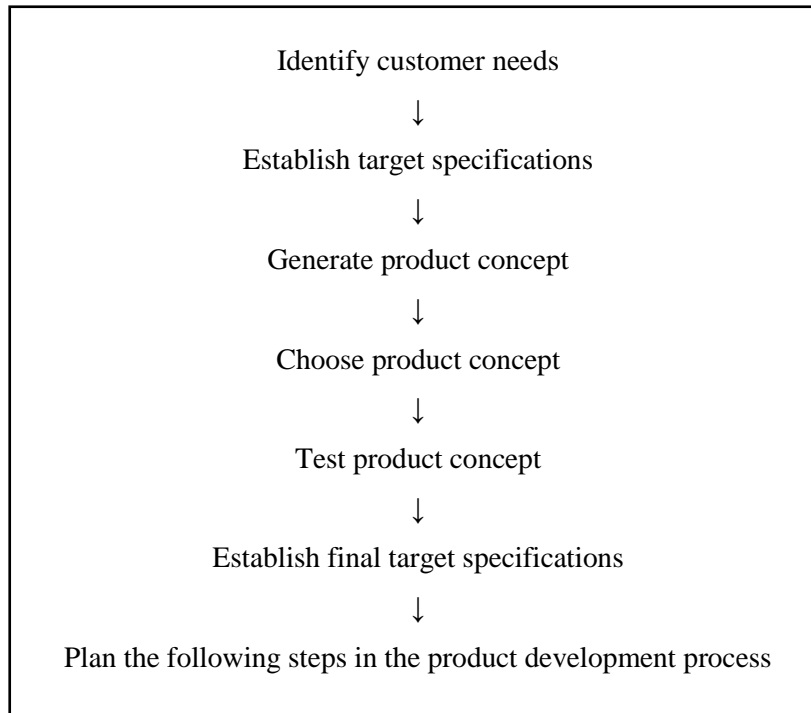 Identify customer needs
↓
Establish target specifications
↓
Generate product concept
↓
Choose product concept
↓
Test product concept
↓
Establish final target specifications
↓
Plan the following steps in the product development process